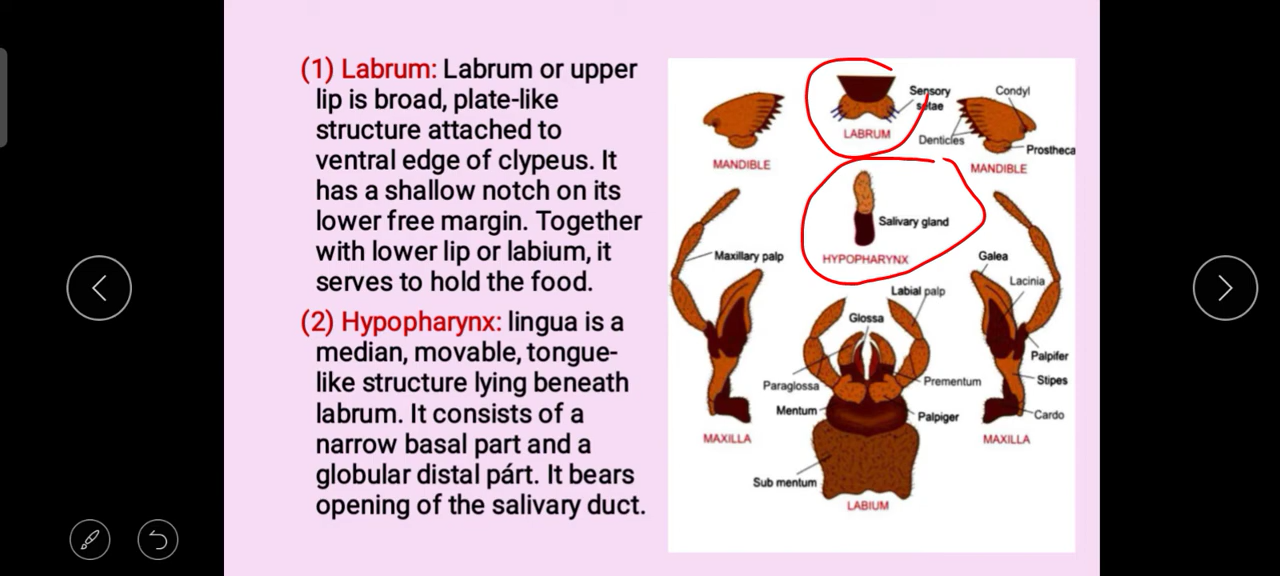 (1) Labrum: Labrum or upper
lip is broad, plate-like
structure attached to
ventral edge of clypeus. It
has a shallow notch on its
lower free margin. Together
with lower lip or labium, it
serves to hold the food.
(2) Hypopharynx: lingua is a
median, movable, tongue-
like structure lying beneath
labrum. It consists of a
narrow basal part and a
globular distal párt. It bears
opening of the salivary duct.
Sensory
setae
LABRUM
MANDIBLE
Condyl
Denticles
Prostheca
MANDIBLE
Salivary gland
HYPOPHARYNX
Maxillary palp
MAXILLA
Galea
Lacinia
Palpifer
Stipes
Cardo
MAXILLA
Labial palp
Glossa
Paraglossa
Prementum
Mentum
Palpiger
Sub mentum
LABIUM